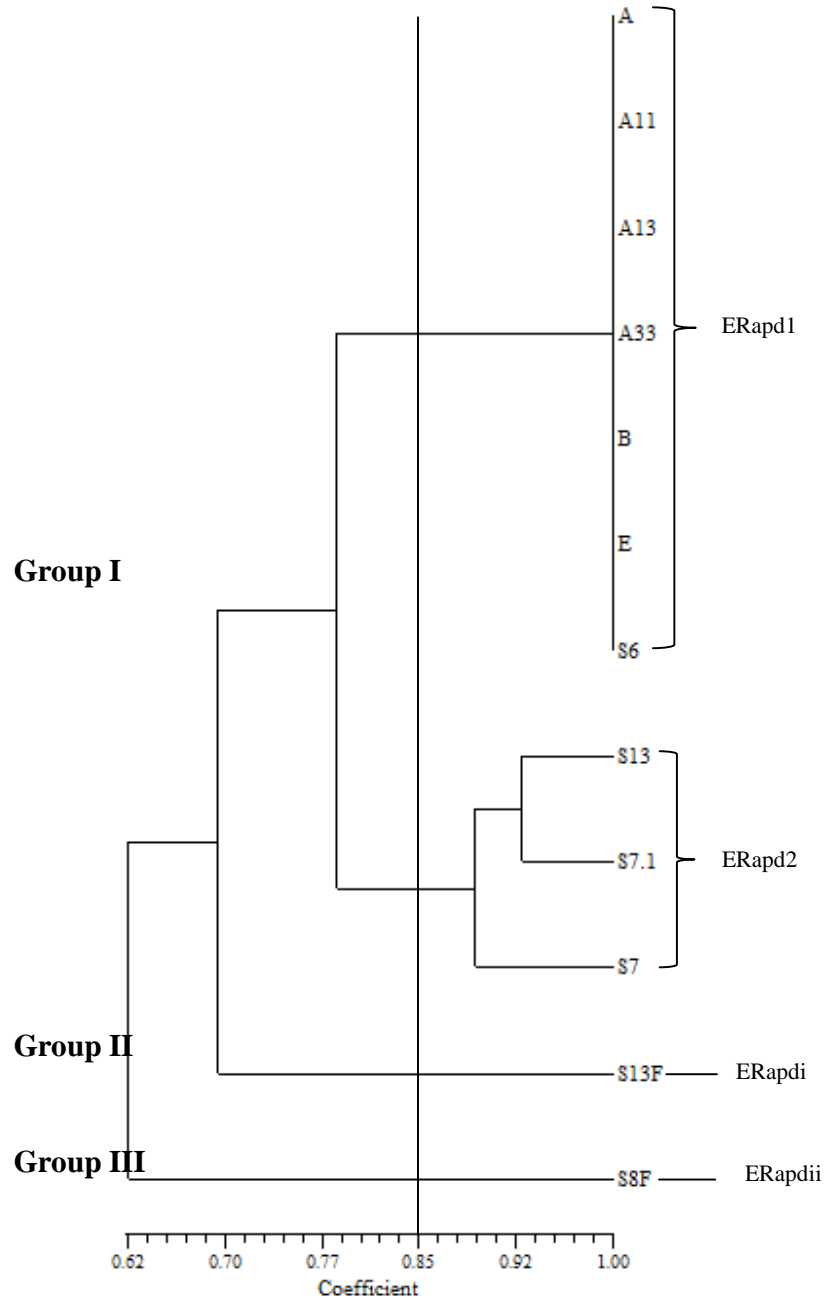 A
A11
A13
ERapd1
A33
B
E
Group I
S6
S13
S7.1
ERapd2
S7
Group II
S13F
ERapdi
Group III
S8F
ERapdii
0.62 0.70 0.77 0.85 0.92 1.00
Coefficient